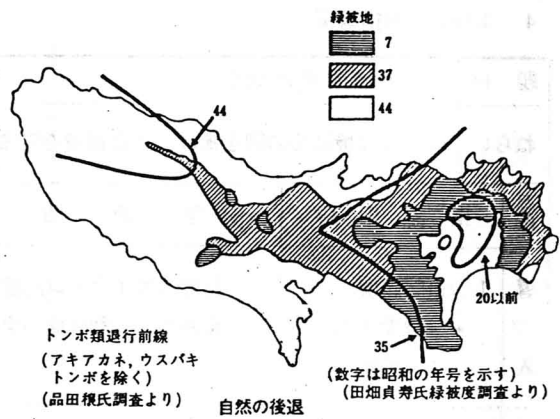 緑被地
7
37
44
44
20以前
35
トンボ類退行前線
(アキアカネ,ウスバキ
トンボを除く)
(品田穣氏調査より)
(数字は昭和の年号を示す)
(田畑貞寿氏緑被度調査より)
自然の後退